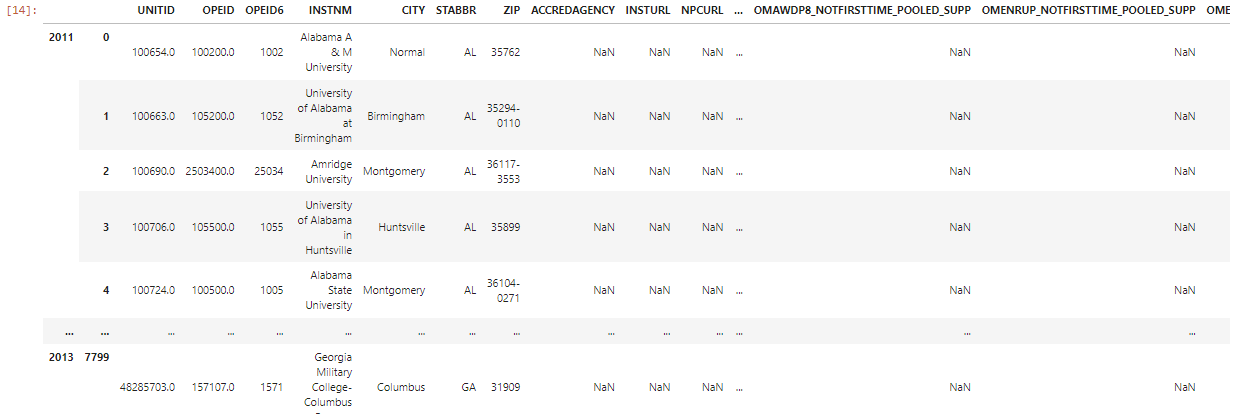 [14]: UNITID OPEID OPEID6 INSTNM CITY STABBR ZIP ACCREDAGENCY INSTURL NPCURL ... OMAWDP8_NOTFIRSTTIME_POOLED_SUPP OMENRUP_NOTFIRSTTIME_POOLED_SUPP OME
2011 0 100654.0 100200.0 1002 Alabama A & M University Normal AL 35762 NaN NaN NaN ... NaN NaN
1 100663.0 105200.0 1052 University of Alabama at Birmingham Birmingham AL 35294-0110 NaN NaN NaN ... NaN NaN
2 100690.0 2503400.0 25034 Amridge University Montgomery AL 36117-3553 NaN NaN NaN ... NaN NaN
3 100706.0 105500.0 1055 University of Alabama in Huntsville Huntsville AL 35899 NaN NaN NaN ... NaN NaN
4 100724.0 100500.0 1005 Alabama State University Montgomery AL 36104-0271 NaN NaN NaN ... NaN NaN
... ... ... ... ... ... ... ... ... ... ... ... ... ... ...
2013 7799 48285703.0 157107.0 1571 Georgia Military College-Columbus Columbus GA 31909 NaN NaN NaN ... NaN NaN